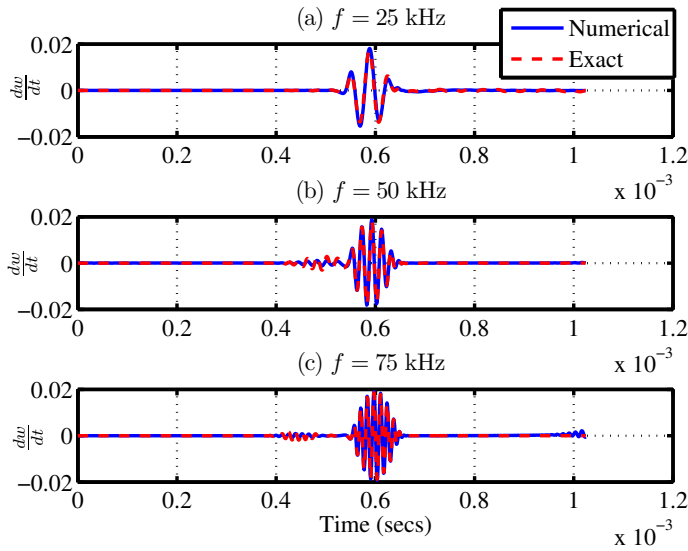 (a) f = 25 kHz
Numerical
Exact
0.02
0
−0.02
dw/dt
0 0.2 0.4 0.6 0.8 1 1.2
x 10^-3
(b) f = 50 kHz
0.02
0
−0.02
dw/dt
0 0.2 0.4 0.6 0.8 1 1.2
x 10^-3
(c) f = 75 kHz
0.02
0
−0.02
dw/dt
0 0.2 0.4 0.6 0.8 1 1.2
Time (secs)
x 10^-3